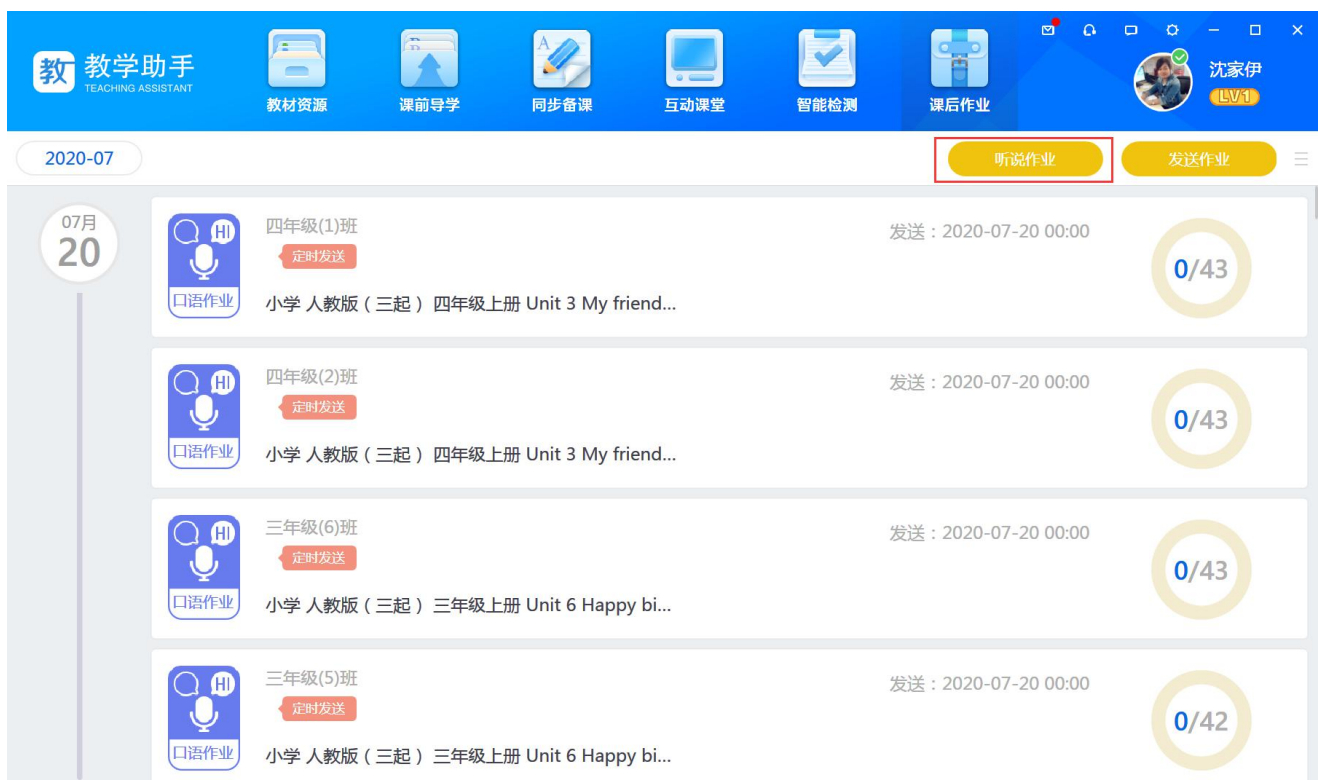 教 教学助手
TEACHING ASSISTANT
教材资源
课前导学
同步备课
互动课堂
智能检测
课后作业
沈家伊
LV1
2020-07
听说作业
发送作业
07月
20
HI
口语作业
四年级(1)班
定时发送
小学 人教版（三起） 四年级上册 Unit 3 My friend...
发送：2020-07-20 00:00
0/43
HI
口语作业
四年级(2)班
定时发送
小学 人教版（三起） 四年级上册 Unit 3 My friend...
发送：2020-07-20 00:00
0/43
HI
口语作业
三年级(6)班
定时发送
小学 人教版（三起） 三年级上册 Unit 6 Happy bi...
发送：2020-07-20 00:00
0/43
HI
口语作业
三年级(5)班
定时发送
小学 人教版（三起） 三年级上册 Unit 6 Happy bi...
发送：2020-07-20 00:00
0/42